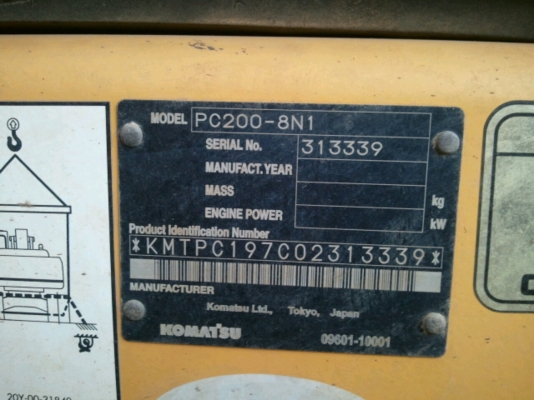 MODEL PC200-8N1
SERIAL No. 313339
MANUFACT.YEAR
MASS kg
ENGINE POWER kW
Product Identification Number
*KMTPC197C02313339*
MANUFACTURER
Komatsu Ltd., Tokyo, Japan
KOMATSU 09601-10001